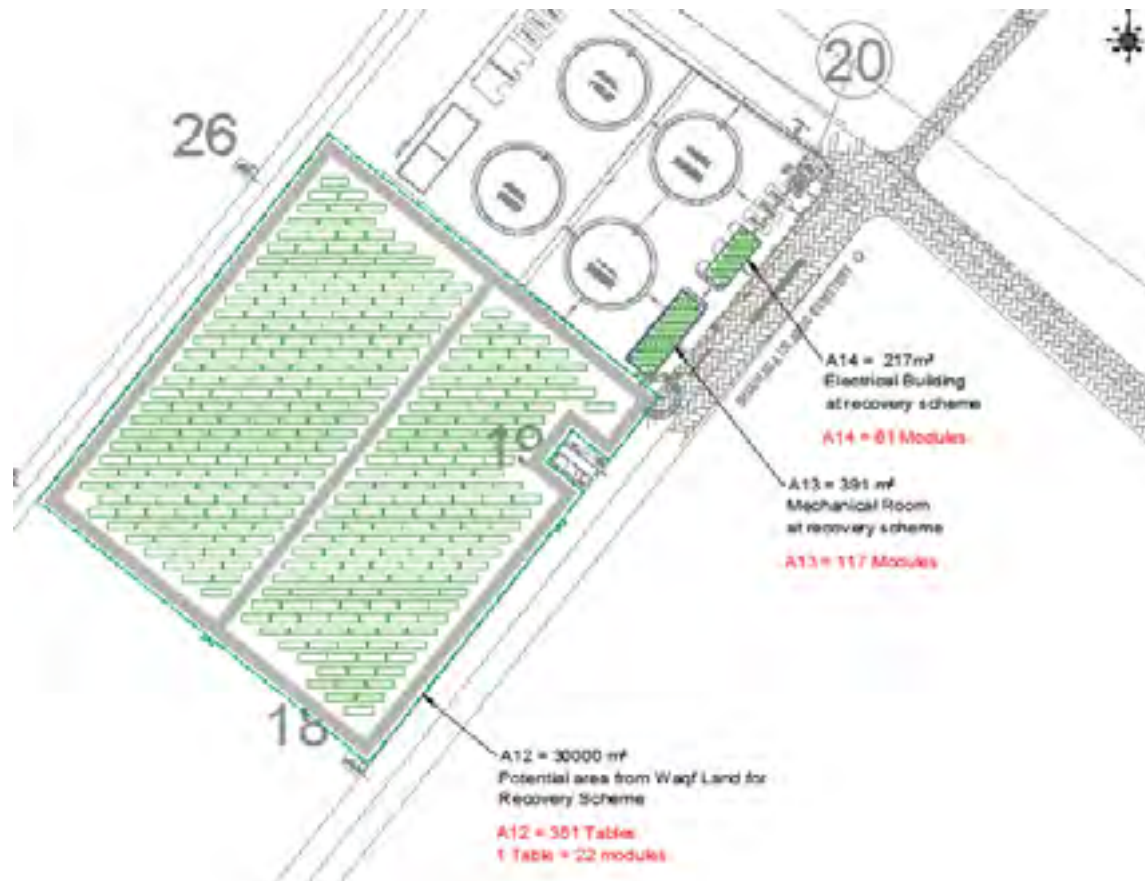 20
26
A14 = 217m²
Electrical Building
at recovery scheme
A14 = 61 Modules
19
A13 = 391 m²
Mechanical Room
at recovery scheme
A13 = 117 Modules
18
A12 = 30000 m²
Potential area from Waqf Land for
Recovery Scheme
A12 = 381 Tables
1 Table = 22 modules